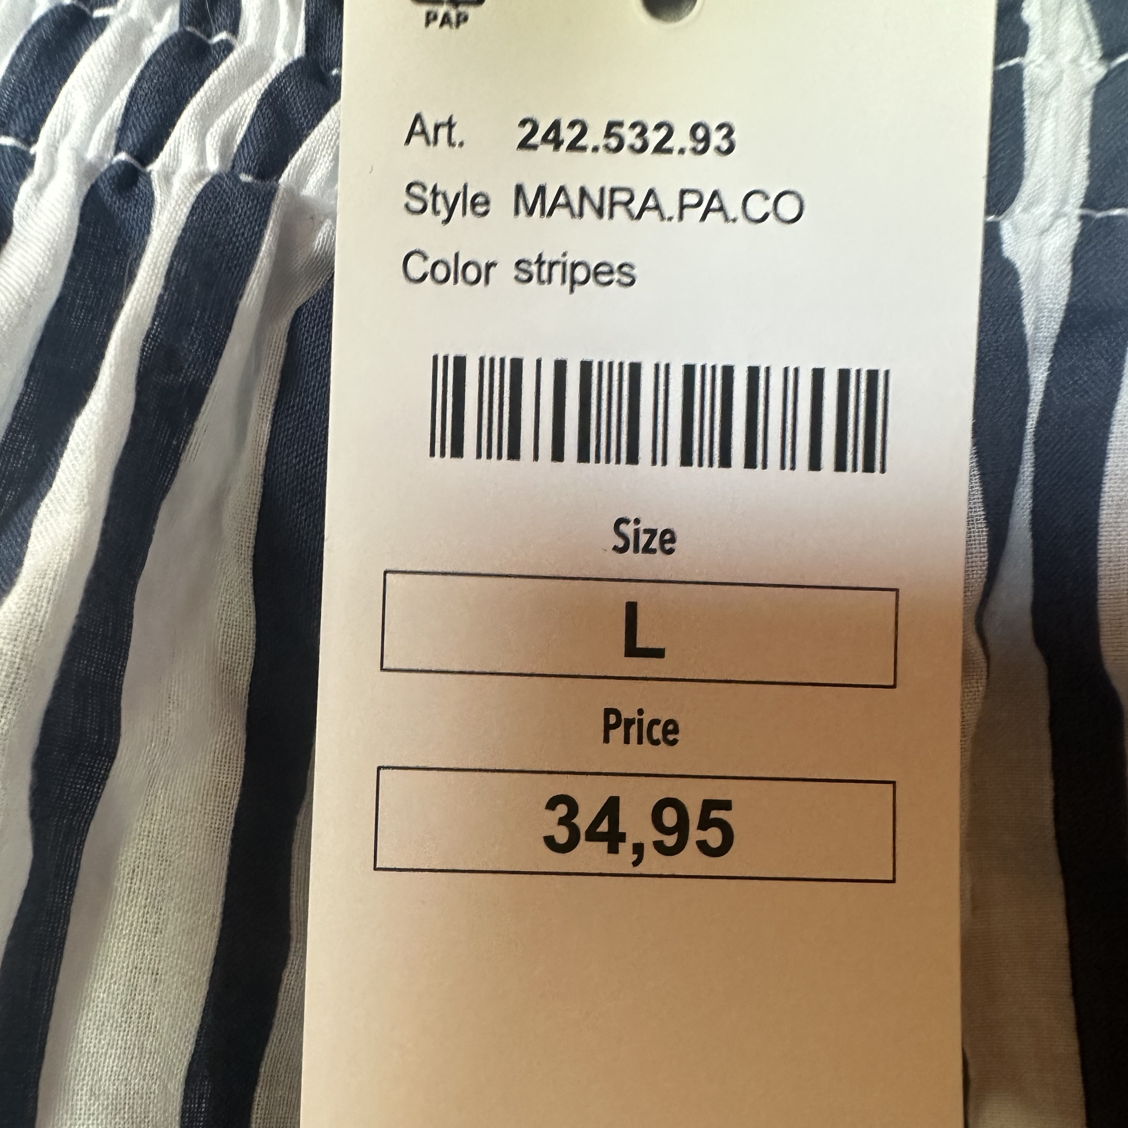 PAP
Art. 242.532.93
Style MANRA.PA.CO
Color stripes
Size
L
Price
34,95